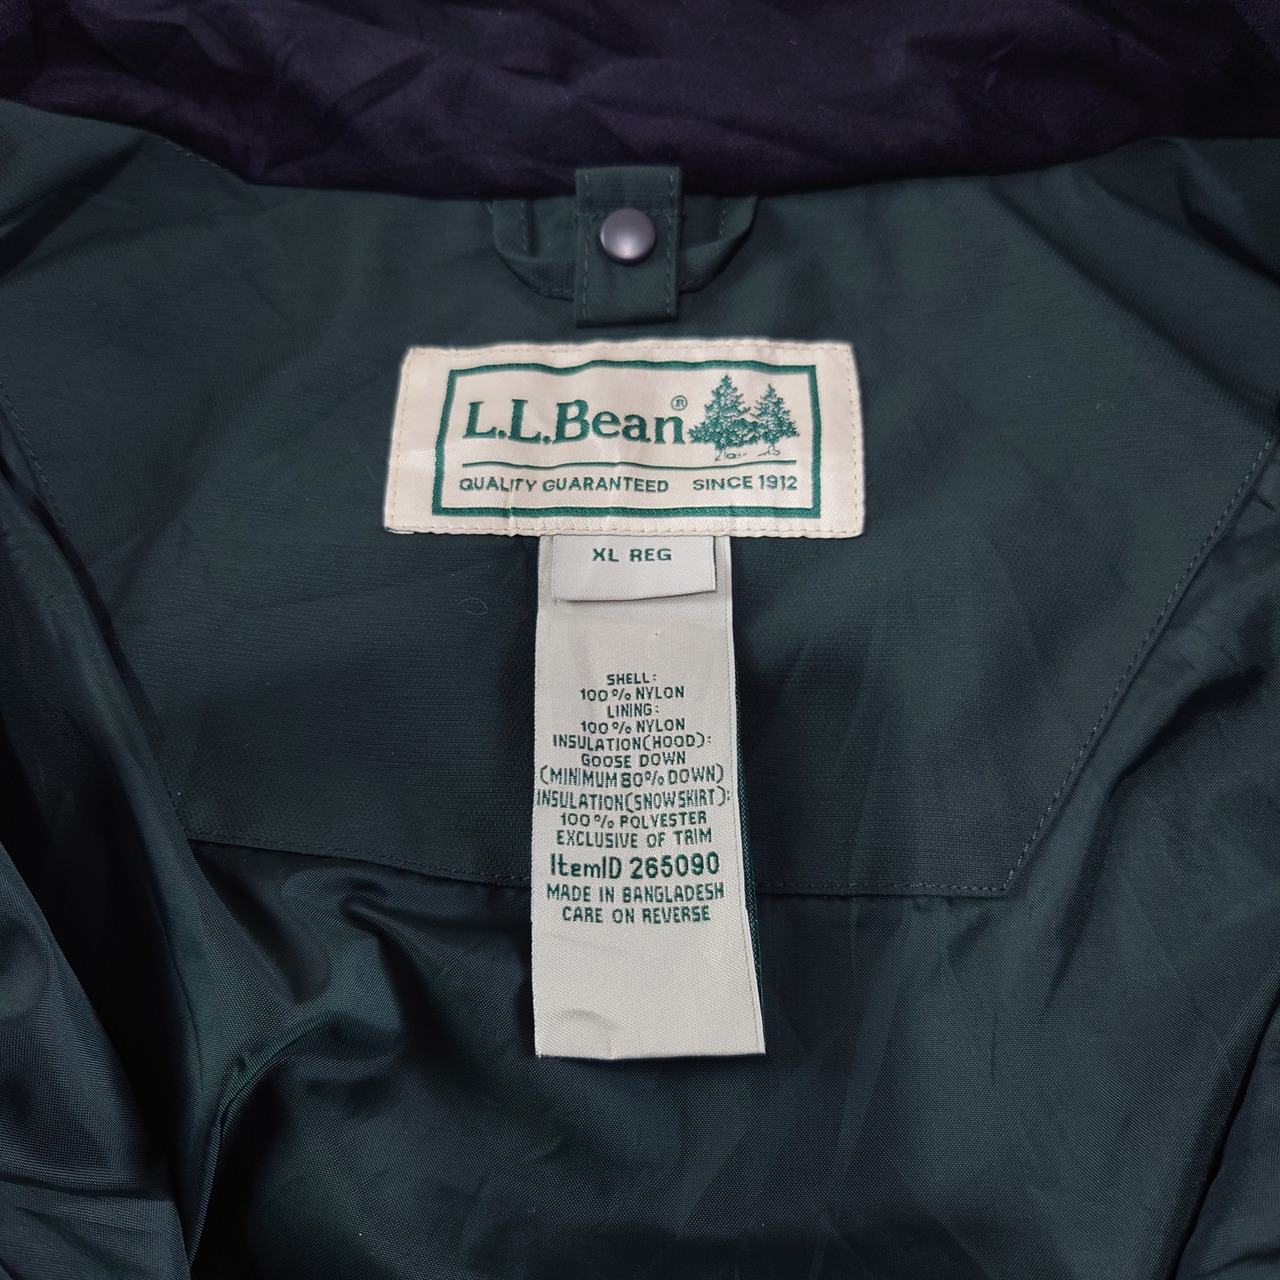 L.L.Bean®
QUALITY GUARANTEED SINCE 1912
XL REG
SHELL:
100% NYLON
LINING:
100% NYLON
INSULATION(HOOD):
GOOSE DOWN
(MINIMUM 80% DOWN)
INSULATION(SNOWSKIRT):
100% POLYESTER
EXCLUSIVE OF TRIM
ItemID 265090
MADE IN BANGLADESH
CARE ON REVERSE